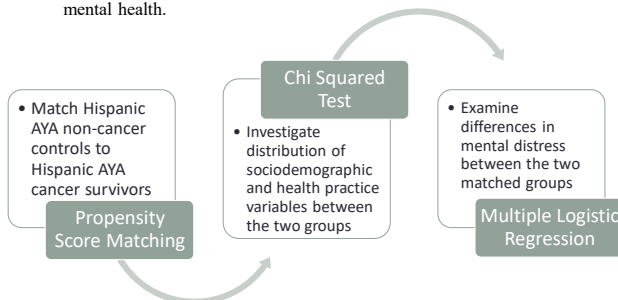 mental health.
• Match Hispanic
AYA non-cancer
controls to
Hispanic AYA
cancer survivors
Propensity
Score Matching
Chi Squared
Test
• Investigate
distribution of
sociodemographic
and health practice
variables between
the two groups
• Examine
differences in
mental distress
between the two
matched groups
Multiple Logistic
Regression